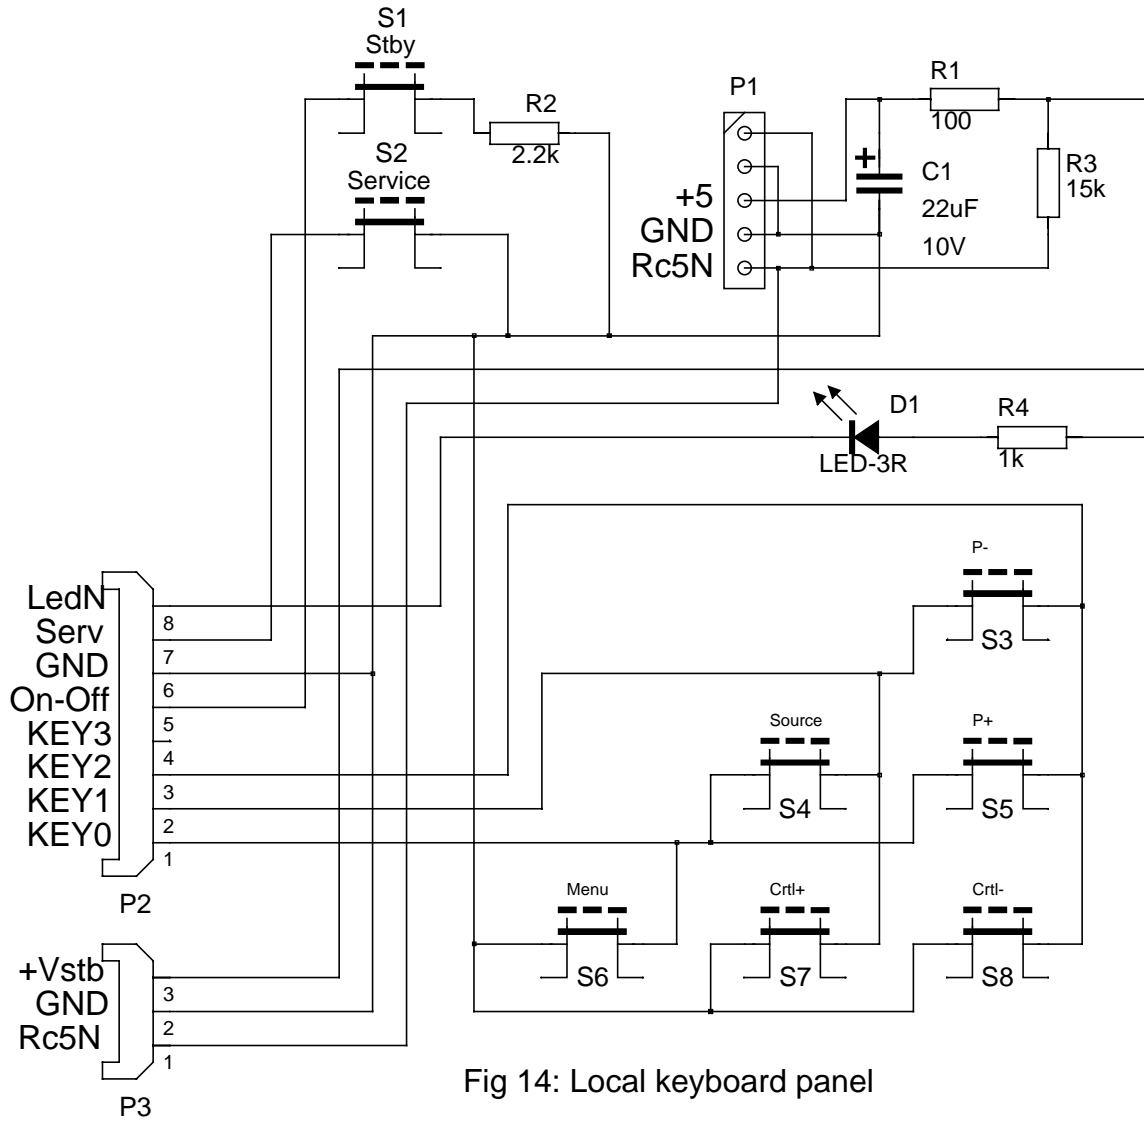 S1
Stby
R2
2.2k
S2
Service
P1
+5
GND
Rc5N
R1
100
C1
22uF
10V
R3
15k
D1
LED-3R
R4
1k
LedN
8
Serv
7
GND
6
On-Off
5
KEY3
4
KEY2
3
KEY1
2
KEY0
1
P2
P-
S3
Source
S4
P+
S5
Menu
S6
Crtl+
S7
Crtl-
S8
+Vstb
3
GND
2
Rc5N
1
P3
Fig 14: Local keyboard panel